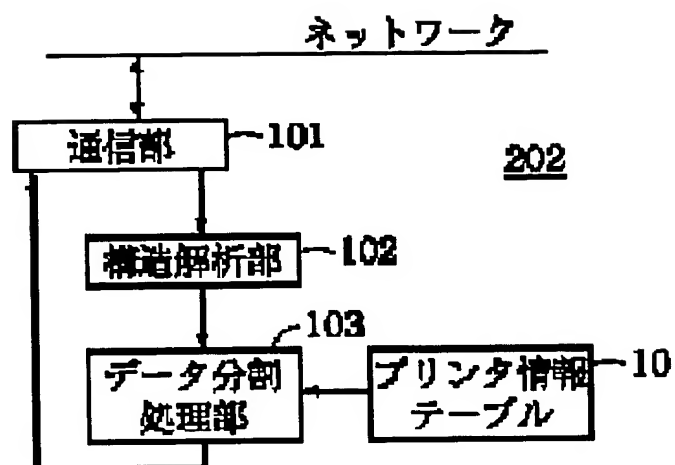 ネットワーク
通信部
101
202
構造解析部
102
103
データ分割
処理部
プリンタ情報
テーブル
10